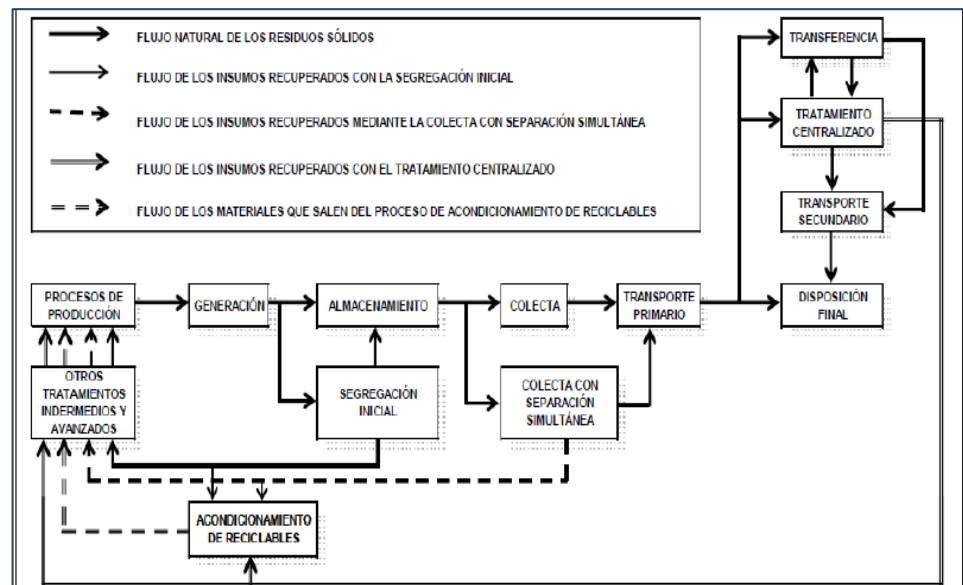 FLUJO NATURAL DE LOS RESIDUOS SÓLIDOS
FLUJO DE LOS INSUMOS RECUPERADOS CON LA SEGREGACIÓN INICIAL
FLUJO DE LOS INSUMOS RECUPERADOS MEDIANTE LA COLECTA CON SEPARACIÓN SIMULTÁNEA
FLUJO DE LOS INSUMOS RECUPERADOS CON EL TRATAMIENTO CENTRALIZADO
FLUJO DE LOS MATERIALES QUE SALEN DEL PROCESO DE ACONDICIONAMIENTO DE RECICLABLES
TRANSFERENCIA
TRATAMIENTO
CENTRALIZADO
TRANSPORTE
SECUNDARIO
PROCESOS DE
PRODUCCIÓN
GENERACIÓN
ALMACENAMIENTO
COLECTA
TRANSPORTE
PRIMARIO
DISPOSICIÓN
FINAL
OTROS
TRATAMIENTOS
INDERMEDIOS Y
AVANZADOS
SEGREGACIÓN
INICIAL
COLECTA CON
SEPARACIÓN
SIMULTÁNEA
ACONDICIONAMIENTO
DE RECICLABLES